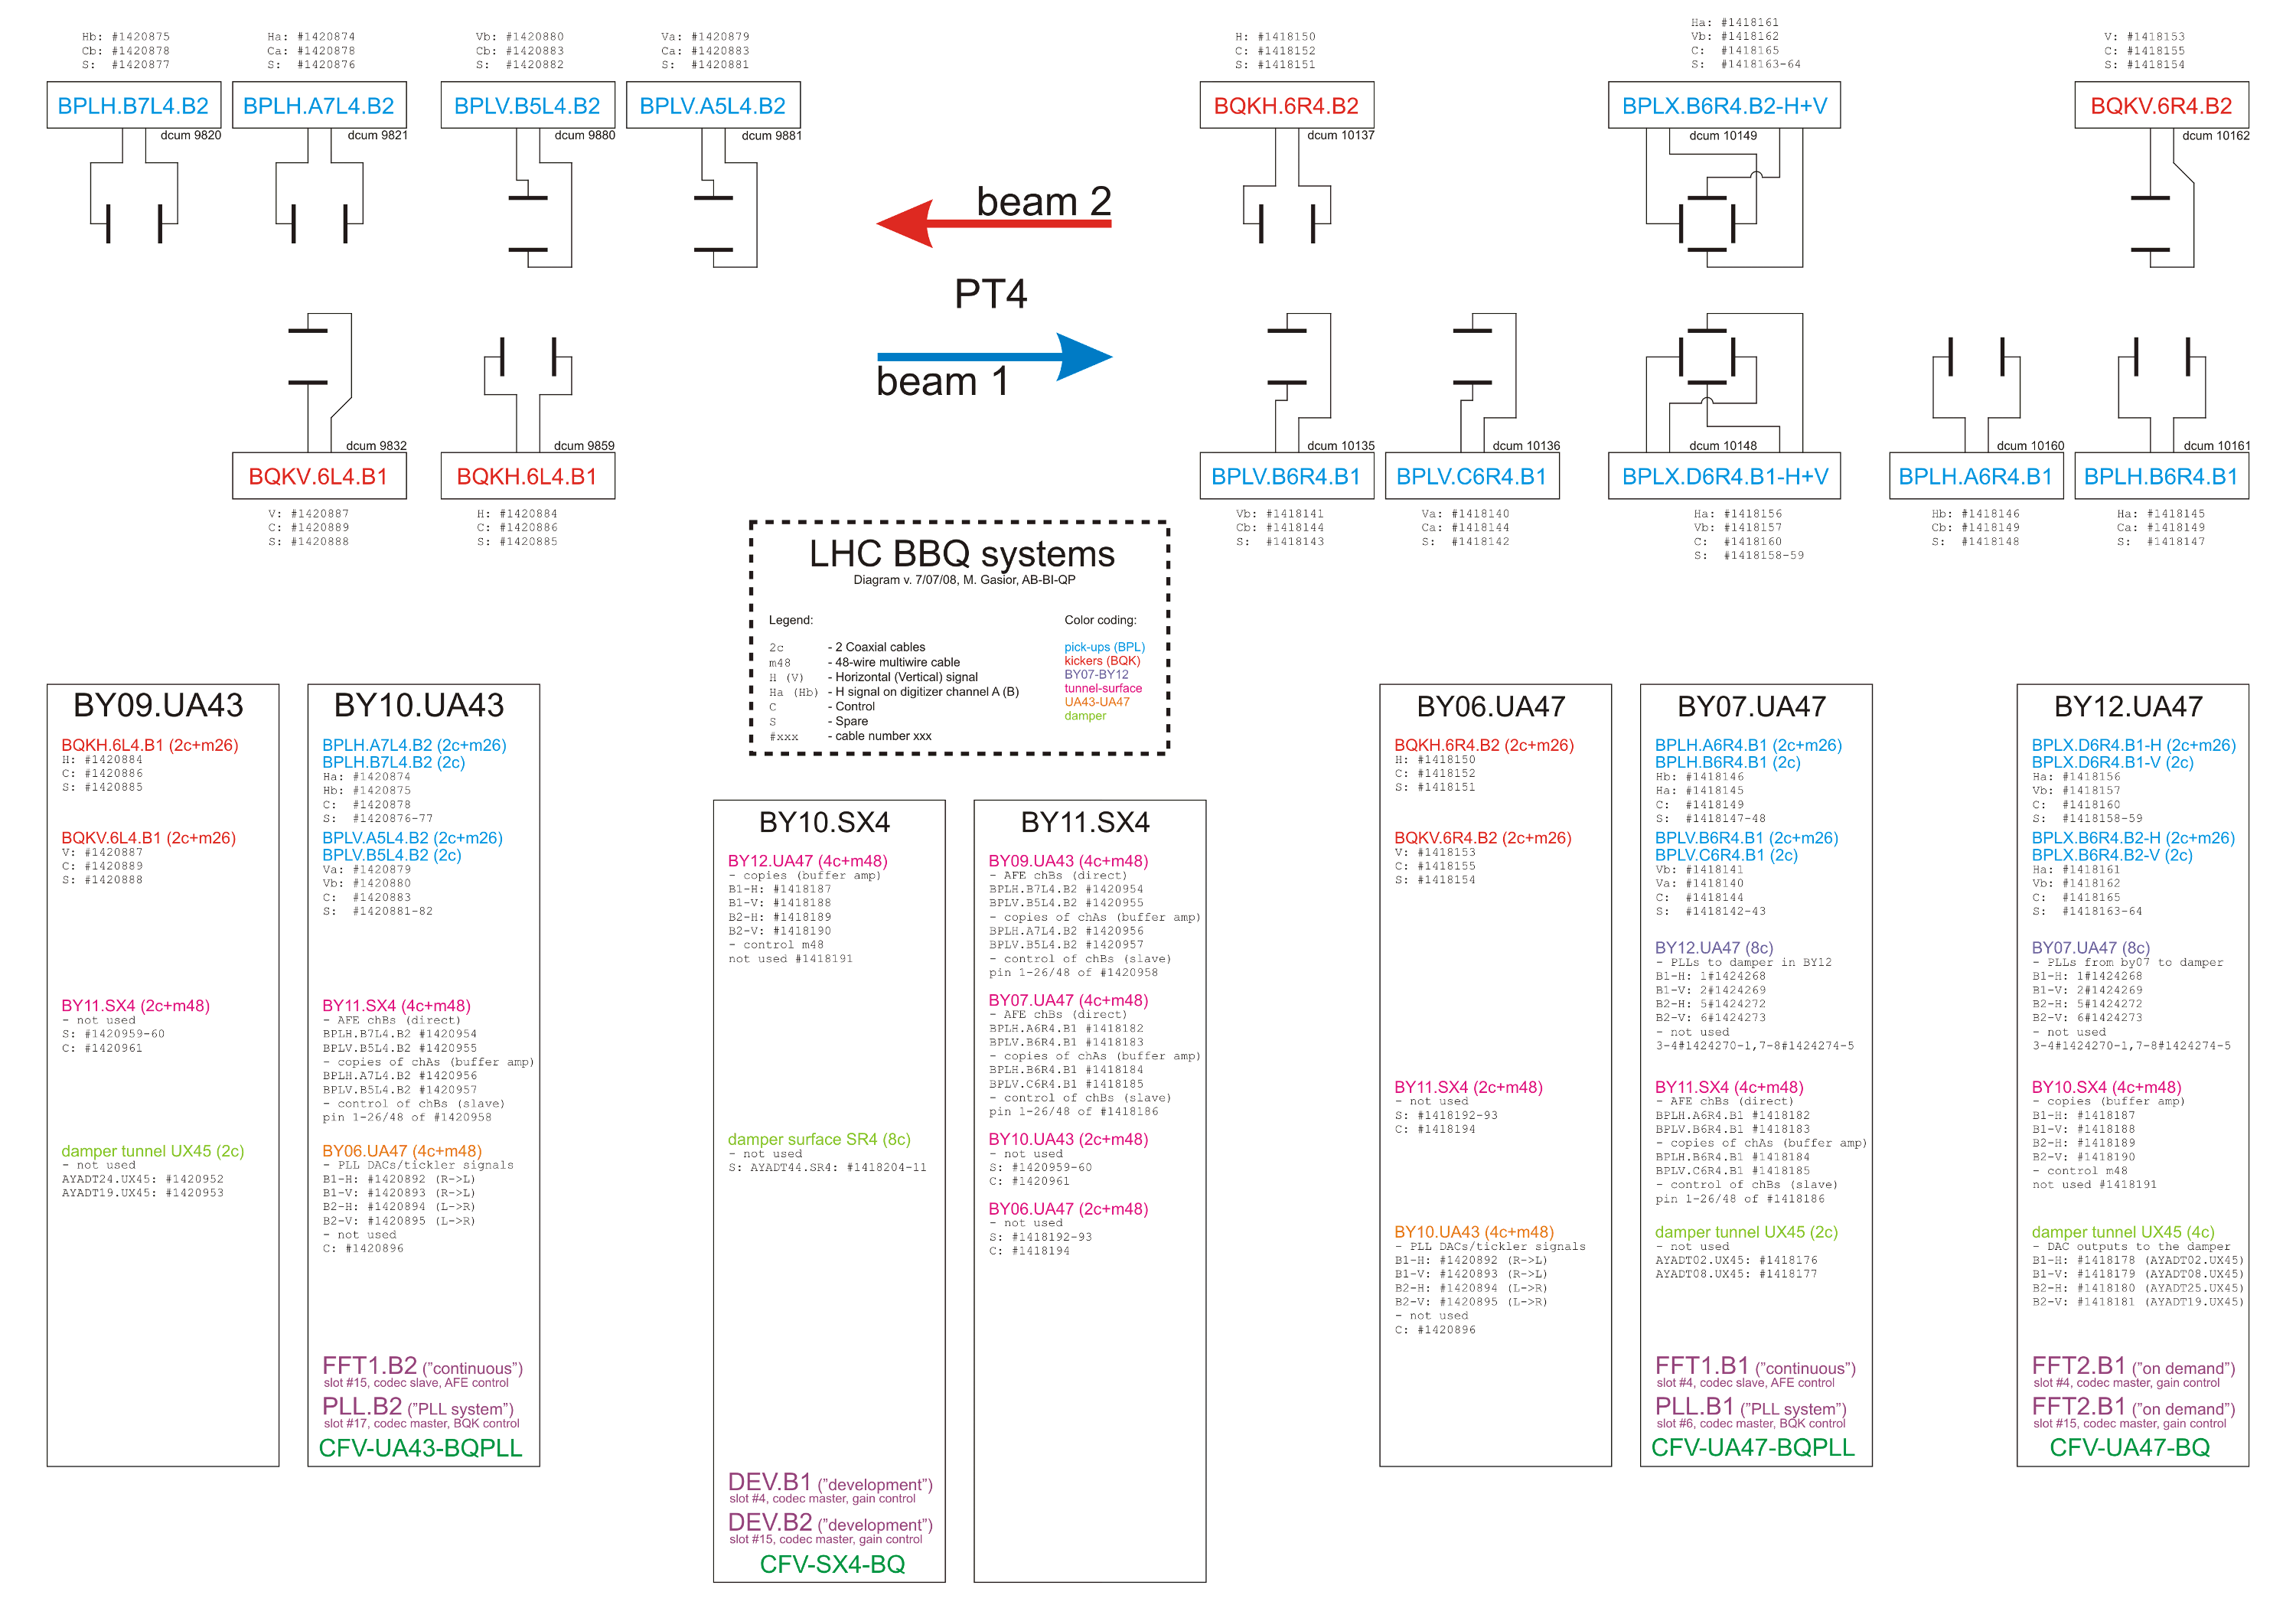 Hb: #1420875
Cb: #1420878
S:  #1420877
BPLH.B7L4.B2
dcum 9820
Ha: #1420874
Ca: #1420878
S:  #1420876
BPLH.A7L4.B2
dcum 9821
Vb: #1420880
Cb: #1420883
S:  #1420882
BPLV.B5L4.B2
dcum 9880
Va: #1420879
Ca: #1420883
S:  #1420881
BPLV.A5L4.B2
dcum 9881
H: #1418150
C: #1418152
S: #1418151
BQKH.6R4.B2
dcum 10137
Ha: #1418161
Vb: #1418162
C:  #1418165
S:  #1418163-64
BPLX.B6R4.B2-H+V
dcum 10149
V: #1418153
C: #1418155
S: #1418154
BQKV.6R4.B2
dcum 10162
beam 2
PT4
beam 1
dcum 9832
BQKV.6L4.B1
V: #1420887
C: #1420889
S: #1420888
dcum 9859
BQKH.6L4.B1
H: #1420884
C: #1420886
S: #1420885
dcum 10135
BPLV.B6R4.B1
Vb: #1418141
Cb: #1418144
S:  #1418143
dcum 10136
BPLV.C6R4.B1
Va: #1418140
Ca: #1418144
S:  #1418142
dcum 10148
BPLX.D6R4.B1-H+V
Ha: #1418156
Vb: #1418157
C:  #1418160
S:  #1418158-59
dcum 10160
BPLH.A6R4.B1
Hb: #1418146
Cb: #1418149
S:  #1418148
dcum 10161
BPLH.B6R4.B1
Ha: #1418145
Ca: #1418149
S:  #1418147
LHC BBQ systems
Diagram v. 7/07/08, M. Gasior, AB-BI-QP
Legend:
2c - 2 Coaxial cables
m48 - 48-wire multiwire cable
H (V) - Horizontal (Vertical) signal
Ha (Hb) - H signal on digitizer channel A (B)
C - Control
S - Spare
#xxx - cable number xxx
Color coding:
pick-ups (BPL)
kickers (BQK)
BY07-BY12
tunnel-surface
UA43-UA47
damper
BY09.UA43
BQKH.6L4.B1 (2c+m26)
H: #1420884
C: #1420886
S: #1420885
BQKV.6L4.B1 (2c+m26)
V: #1420887
C: #1420889
S: #1420888
BY11.SX4 (2c+m48)
- not used
S: #1420959-60
C: #1420961
damper tunnel UX45 (2c)
- not used
AYADT24.UX45: #1420952
AYADT19.UX45: #1420953
BY10.UA43
BPLH.A7L4.B2 (2c+m26)
BPLH.B7L4.B2 (2c)
Ha: #1420874
Hb: #1420875
C:  #1420878
S:  #1420876-77
BPLV.A5L4.B2 (2c+m26)
BPLV.B5L4.B2 (2c)
Va: #1420879
Vb: #1420880
C:  #1420883
S:  #1420881-82
BY11.SX4 (4c+m48)
- AFE chBs (direct)
BPLH.B7L4.B2 #1420954
BPLV.B5L4.B2 #1420955
- copies of chAs (buffer amp)
BPLH.A7L4.B2 #1420956
BPLV.B5L4.B2 #1420957
- control of chBs (slave)
pin 1-26/48 of #1420958
BY06.UA47 (4c+m48)
- PLL DACs/tickler signals
B1-H: #1420892 (R->L)
B1-V: #1420893 (R->L)
B2-H: #1420894 (L->R)
B2-V: #1420895 (L->R)
- not used
C: #1420896
FFT1.B2 ("continuous")
slot #15, codec slave, AFE control
PLL.B2 ("PLL system")
slot #17, codec master, BQK control
CFV-UA43-BQPLL
BY10.SX4
BY12.UA47 (4c+m48)
- copies (buffer amp)
B1-H: #1418187
B1-V: #1418188
B2-H: #1418189
B2-V: #1418190
- control m48
not used #1418191
damper surface SR4 (8c)
- not used
S: AYADT44.SR4: #1418204-11
DEV.B1 ("development")
slot #4, codec master, gain control
DEV.B2 ("development")
slot #15, codec master, gain control
CFV-SX4-BQ
BY11.SX4
BY09.UA43 (4c+m48)
- AFE chBs (direct)
BPLH.B7L4.B2 #1420954
BPLV.B5L4.B2 #1420955
- copies of chAs (buffer amp)
BPLH.A7L4.B2 #1420956
BPLV.B5L4.B2 #1420957
- control of chBs (slave)
pin 1-26/48 of #1420958
BY07.UA47 (4c+m48)
- AFE chBs (direct)
BPLH.A6R4.B1 #1418182
BPLV.B6R4.B1 #1418183
- copies of chAs (buffer amp)
BPLH.B6R4.B1 #1418184
BPLV.C6R4.B1 #1418185
- control of chBs (slave)
pin 1-26/48 of #1418186
BY10.UA43 (2c+m48)
- not used
S: #1420959-60
C: #1420961
BY06.UA47 (2c+m48)
- not used
S: #1418192-93
C: #1418194
BY06.UA47
BQKH.6R4.B2 (2c+m26)
H: #1418150
C: #1418152
S: #1418151
BQKV.6R4.B2 (2c+m26)
V: #1418153
C: #1418155
S: #1418154
BY11.SX4 (2c+m48)
- not used
S: #1418192-93
C: #1418194
BY10.UA43 (4c+m48)
- PLL DACs/tickler signals
B1-H: #1420892 (R->L)
B1-V: #1420893 (R->L)
B2-H: #1420894 (L->R)
B2-V: #1420895 (L->R)
- not used
C: #1420896
BY07.UA47
BPLH.A6R4.B1 (2c+m26)
BPLH.B6R4.B1 (2c)
Hb: #1418146
Ha: #1418145
C:  #1418149
S:  #1418147-48
BPLV.B6R4.B1 (2c+m26)
BPLV.C6R4.B1 (2c)
Vb: #1418141
Va: #1418140
C:  #1418144
S:  #1418142-43
BY12.UA47 (8c)
- PLLs to damper in BY12
B1-H: 1#1424268
B1-V: 2#1424269
B2-H: 5#1424272
B2-V: 6#1424273
- not used
3-4#1424270-1,7-8#1424274-5
BY11.SX4 (4c+m48)
- AFE chBs (direct)
BPLH.A6R4.B1 #1418182
BPLV.B6R4.B1 #1418183
- copies of chAs (buffer amp)
BPLH.B6R4.B1 #1418184
BPLV.C6R4.B1 #1418185
- control of chBs (slave)
pin 1-26/48 of #1418186
damper tunnel UX45 (2c)
- not used
AYADT02.UX45: #1418176
AYADT08.UX45: #1418177
FFT1.B1 ("continuous")
slot #4, codec slave, AFE control
PLL.B1 ("PLL system")
slot #6, codec master, BQK control
CFV-UA47-BQPLL
BY12.UA47
BPLX.D6R4.B1-H (2c+m26)
BPLX.D6R4.B1-V (2c)
Ha: #1418156
Vb: #1418157
C:  #1418160
S:  #1418158-59
BPLX.B6R4.B2-H (2c+m26)
BPLX.B6R4.B2-V (2c)
Ha: #1418161
Vb: #1418162
C:  #1418165
S:  #1418163-64
BY07.UA47 (8c)
- PLLs from by07 to damper
B1-H: 1#1424268
B1-V: 2#1424269
B2-H: 5#1424272
B2-V: 6#1424273
- not used
3-4#1424270-1,7-8#1424274-5
BY10.SX4 (4c+m48)
- copies (buffer amp)
B1-H: #1418187
B1-V: #1418188
B2-H: #1418189
B2-V: #1418190
- control m48
not used #1418191
damper tunnel UX45 (4c)
- DAC outputs to the damper
B1-H: #1418178 (AYADT02.UX45)
B1-V: #1418179 (AYADT08.UX45)
B2-H: #1418180 (AYADT25.UX45)
B2-V: #1418181 (AYADT19.UX45)
FFT2.B1 ("on demand")
slot #4, codec master, gain control
FFT2.B1 ("on demand")
slot #15, codec master, gain control
CFV-UA47-BQ